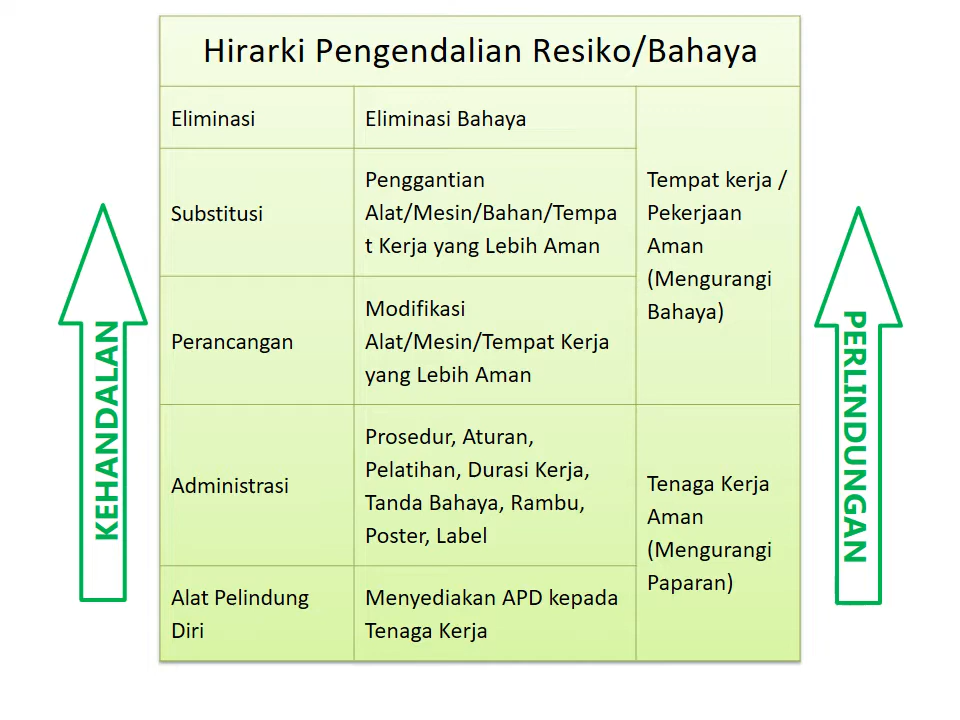 Hirarki Pengendalian Resiko/Bahaya
Eliminasi
Eliminasi Bahaya
Substitusi
Penggantian
Alat/Mesin/Bahan/Tempa
t Kerja yang Lebih Aman
Perancangan
Modifikasi
Alat/Mesin/Tempat Kerja
yang Lebih Aman
Tempat kerja /
Pekerjaan
Aman
(Mengurangi
Bahaya)
Administrasi
Prosedur, Aturan,
Pelatihan, Durasi Kerja,
Tanda Bahaya, Rambu,
Poster, Label
Alat Pelindung
Diri
Menyediakan APD kepada
Tenaga Kerja
Tenaga Kerja
Aman
(Mengurangi
Paparan)
KEHANDALAN
PERLINDUNGAN